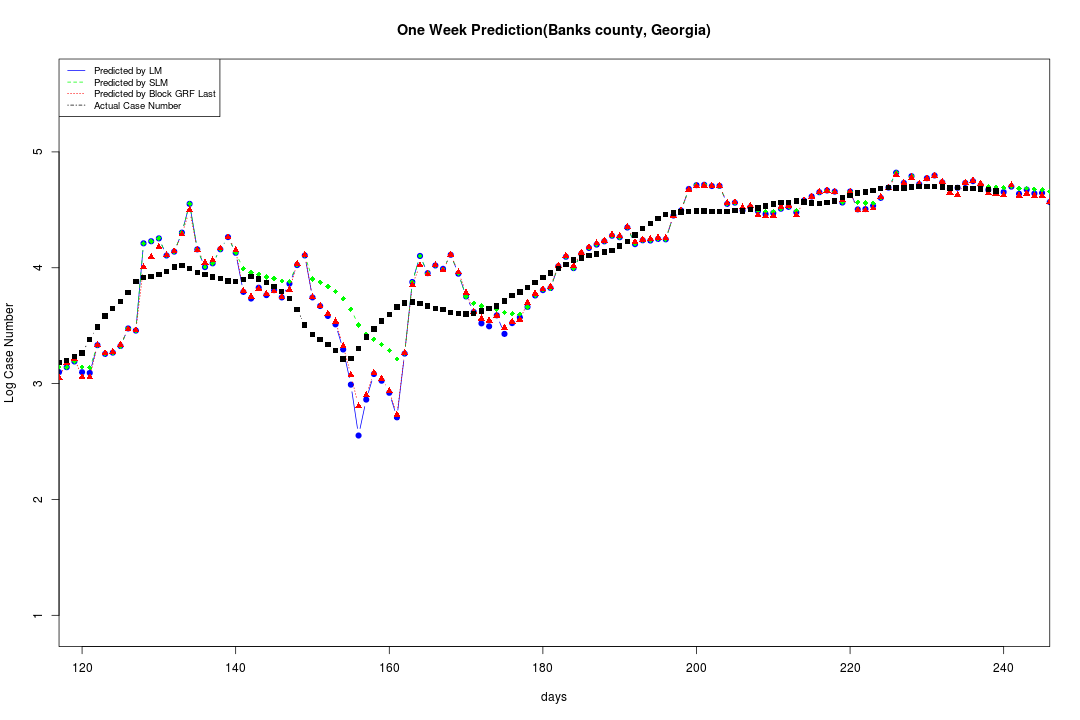 One Week Prediction(Banks county, Georgia)
Predicted by LM
Predicted by SLM
Predicted by Block GRF Last
Actual Case Number
Log Case Number
5
4
3
2
1
120 140 160 180 200 220 240
days